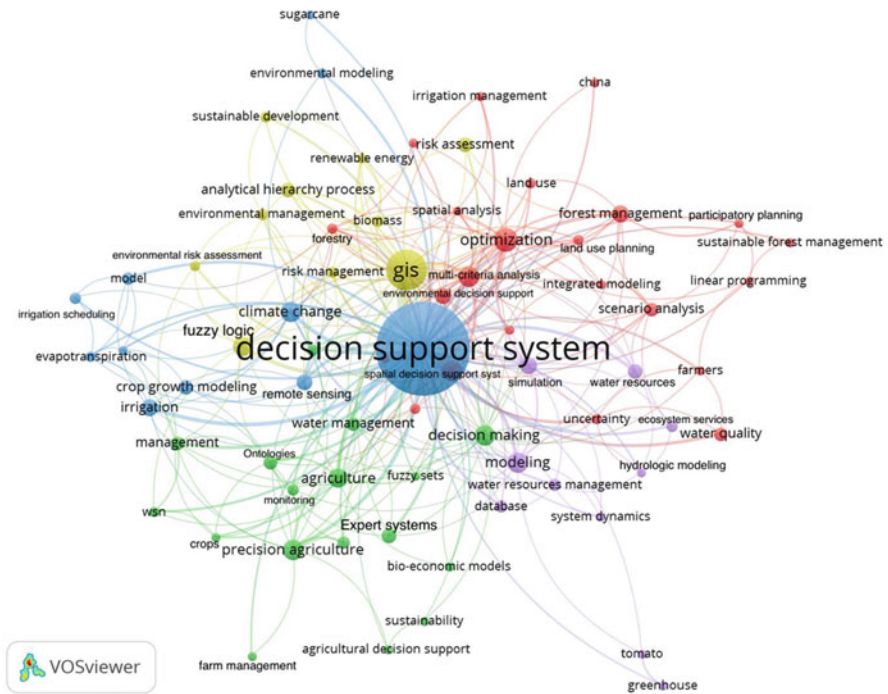 sugarcane
environmental modeling
irrigation management
china
sustainable development
risk assessment
renewable energy
analytical hierarchy process
land use
environmental management
biomass
spatial analysis
forest management
participatory planning
forestry
optimization
land use planning
sustainable forest management
environmental risk assessment
risk management
gis
multi-criteria analysis
model
environmental decision support
integrated modeling
linear programming
irrigation scheduling
climate change
scenario analysis
fuzzy logic
decision support system
evapotranspiration
spatial decision support syst
farmers
crop growth modeling
remote sensing
simulation
water resources
irrigation
water management
uncertainty
ecosystem services
management
decision making
water quality
Ontologies
modeling
hydrologic modeling
agriculture
fuzzy sets
water resources management
monitoring
database
system dynamics
wsn
Expert systems
crops
precision agriculture
bio-economic models
sustainability
agricultural decision support
tomato
farm management
greenhouse
VOSviewer